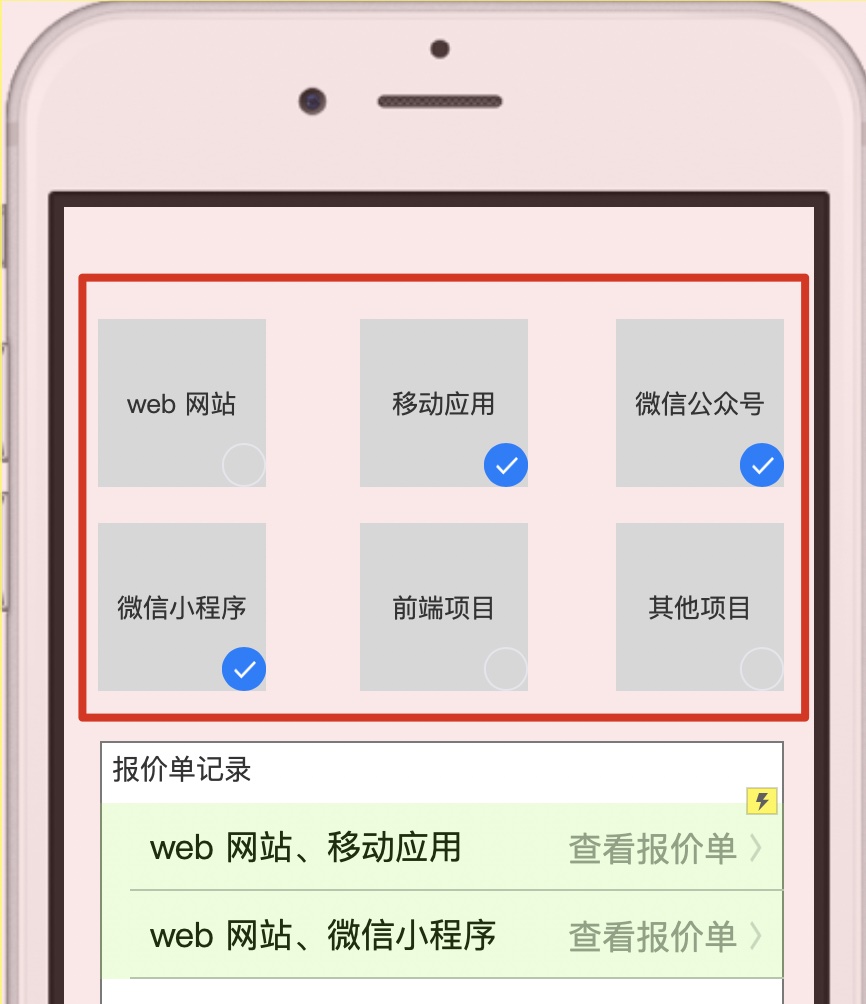 web 网站
移动应用
微信公众号
微信小程序
前端项目
其他项目
报价单记录
web 网站、移动应用 查看报价单
web 网站、微信小程序 查看报价单